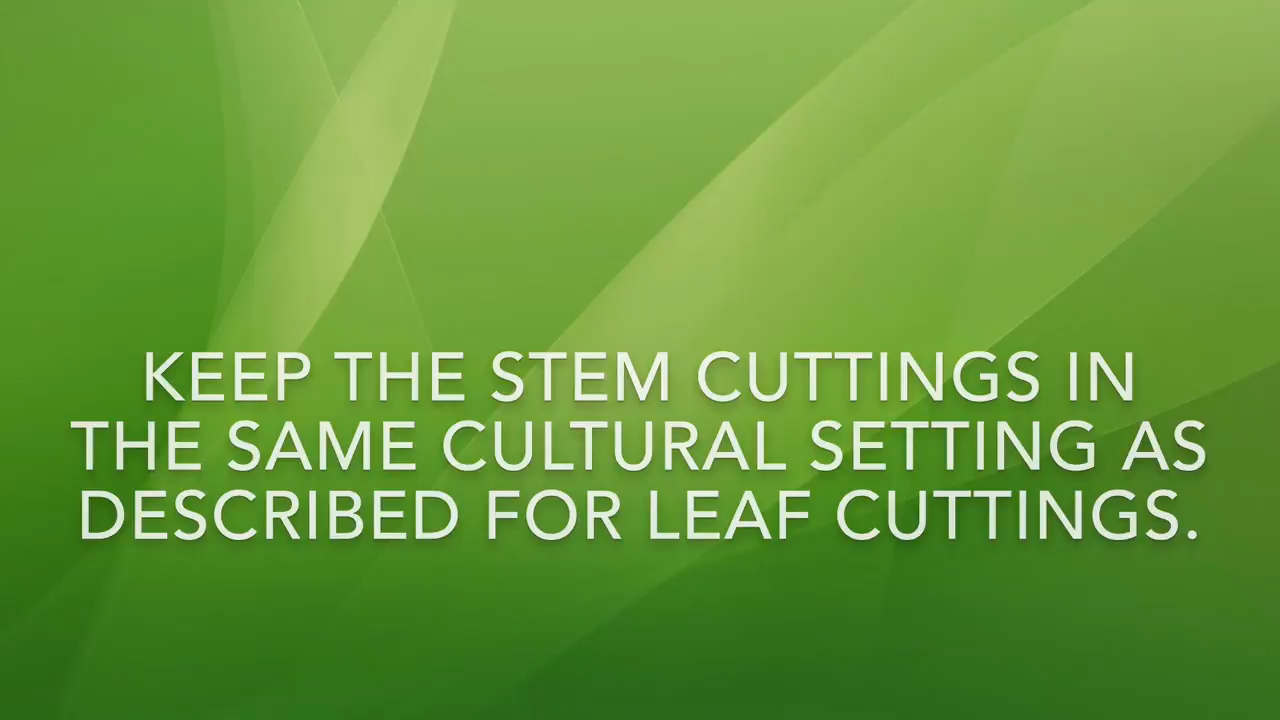 KEEP THE STEM CUTTINGS IN
THE SAME CULTURAL SETTING AS
DESCRIBED FOR LEAF CUTTINGS.